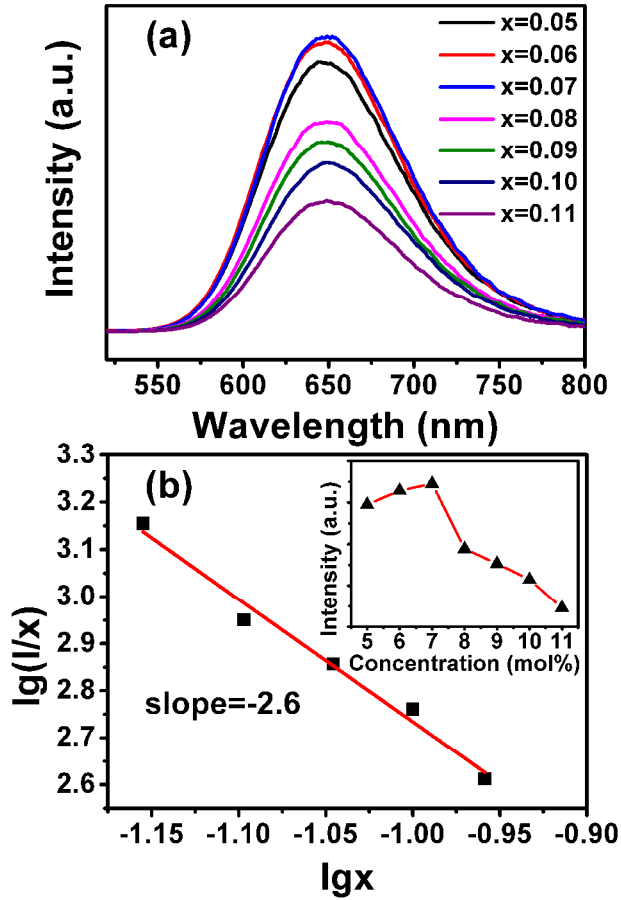 (a)
x=0.05
x=0.06
x=0.07
x=0.08
x=0.09
x=0.10
x=0.11
Intensity (a.u.)
550 600 650 700 750 800
Wavelength (nm)
(b)
3.3
3.2
3.1
3.0
2.9
2.8
2.7
2.6
lg(I/x)
slope=-2.6
Intensity (a.u.)
5 6 7 8 9 10 11
Concentration (mol%)
-1.15 -1.10 -1.05 -1.00 -0.95 -0.90
lgx